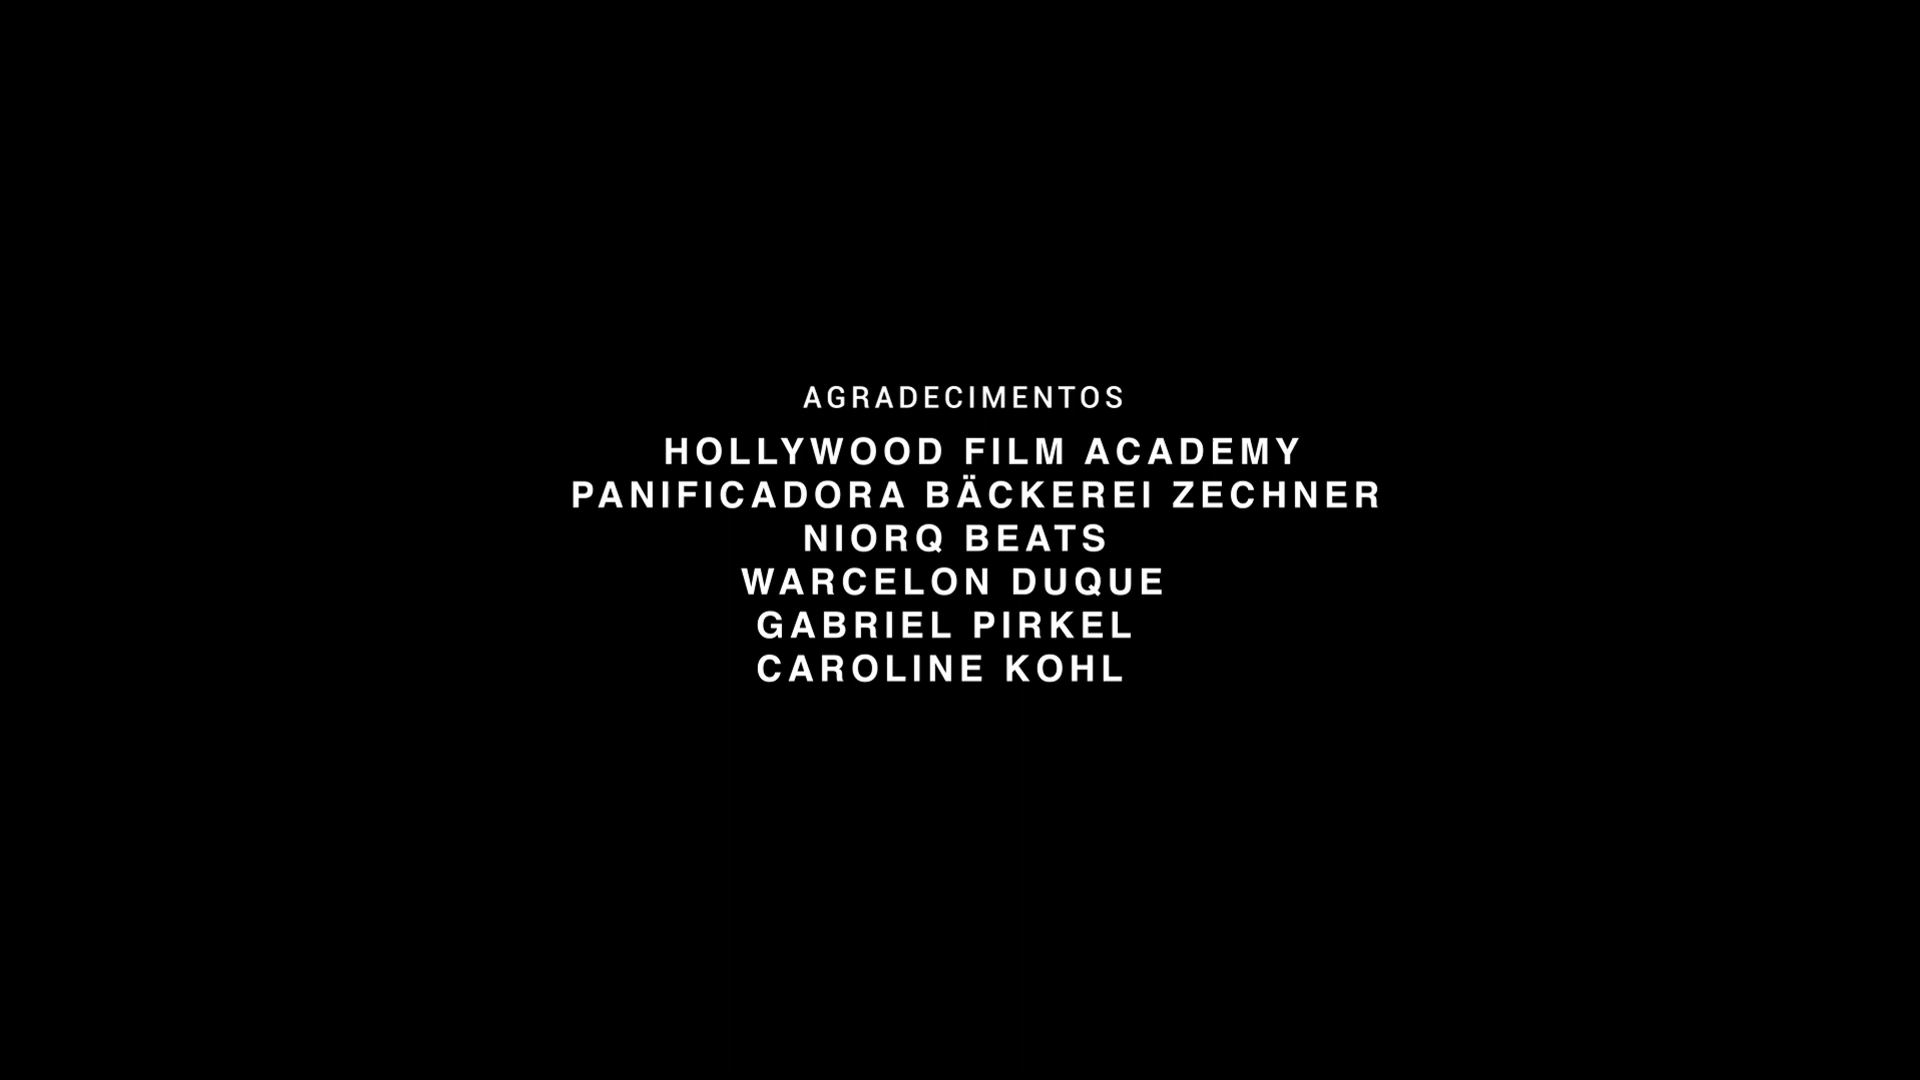 AGRADECIMENTOS
HOLLYWOOD FILM ACADEMY
PANIFICADORA BÄCKEREI ZECHNER
NIORQ BEATS
WARCELON DUQUE
GABRIEL PIRKEL
CAROLINE KOHL